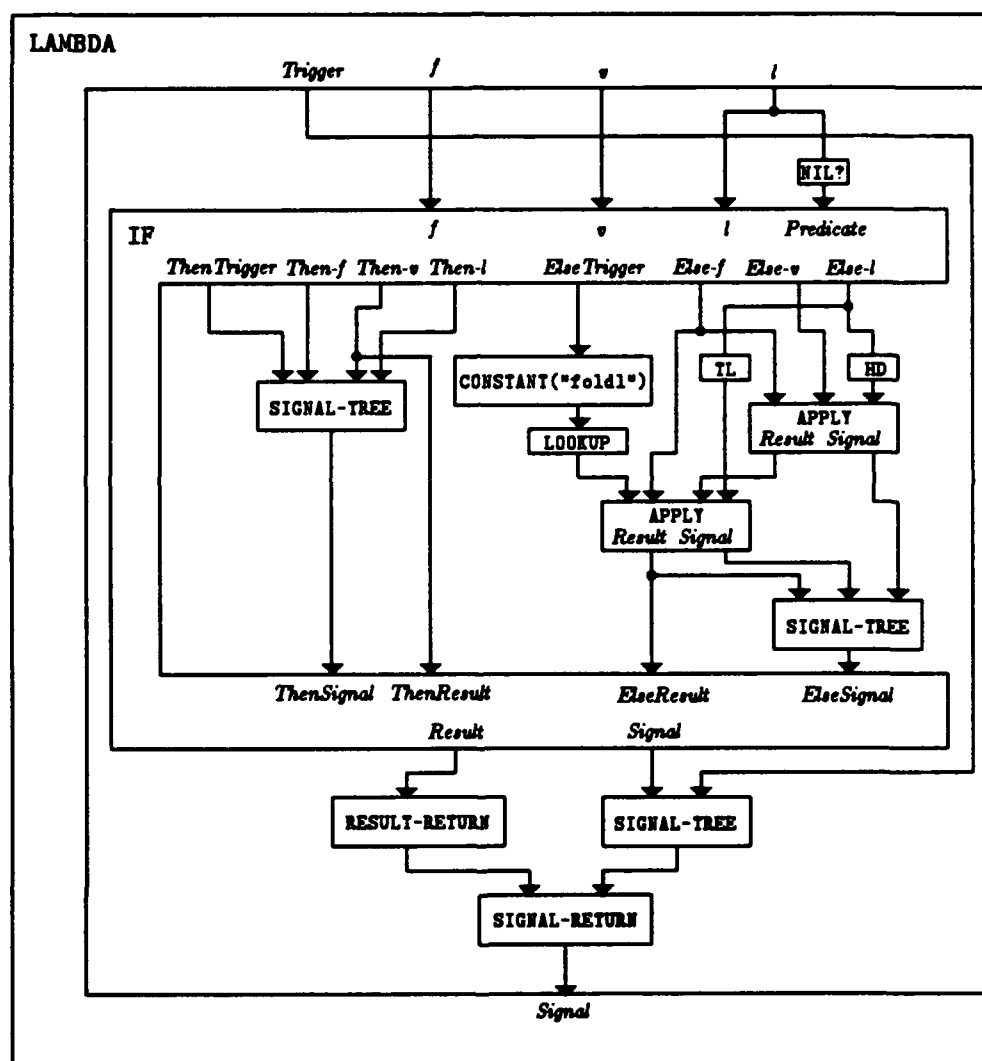 LAMBDA
Trigger f v l
NIL?
IF f v l Predicate
ThenTrigger Then-f Then-v Then-l ElseTrigger Else-f Else-v Else-l
CONSTANT("foldl") TL HD
SIGNAL-TREE
APPLY
Result Signal
LOOKUP
APPLY
Result Signal
SIGNAL-TREE
ThenSignal ThenResult ElseResult ElseSignal
Result Signal
RESULT-RETURN SIGNAL-TREE
SIGNAL-RETURN
Signal